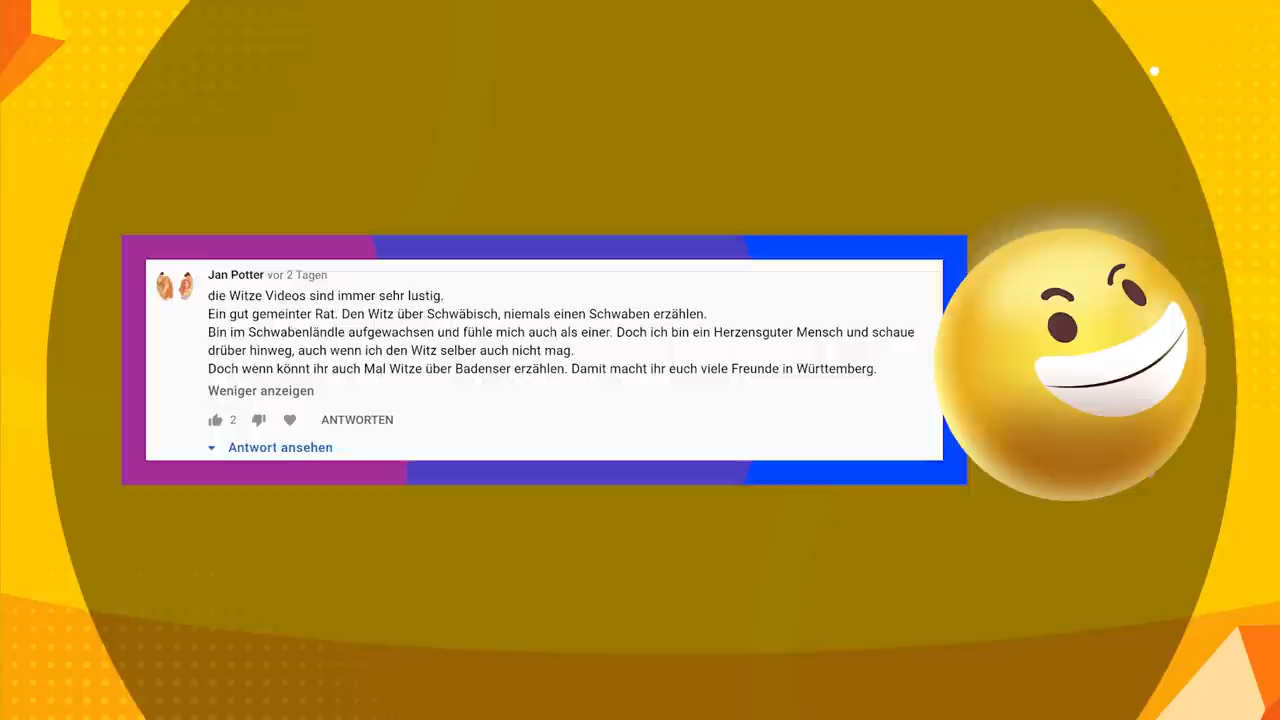 Jan Potter vor 2 Tagen
die Witze Videos sind immer sehr lustig.
Ein gut gemeinter Rat. Den Witz über Schwäbisch, niemals einen Schwaben erzählen.
Bin im Schwabenländle aufgewachsen und fühle mich auch als einer. Doch ich bin ein Herzensguter Mensch und schaue
drüber hinweg, auch wenn ich den Witz selber auch nicht mag.
Doch wenn könnt ihr auch Mal Witze über Badenser erzählen. Damit macht ihr euch viele Freunde in Württemberg.
Weniger anzeigen
2 ANTWORTEN
Antwort ansehen